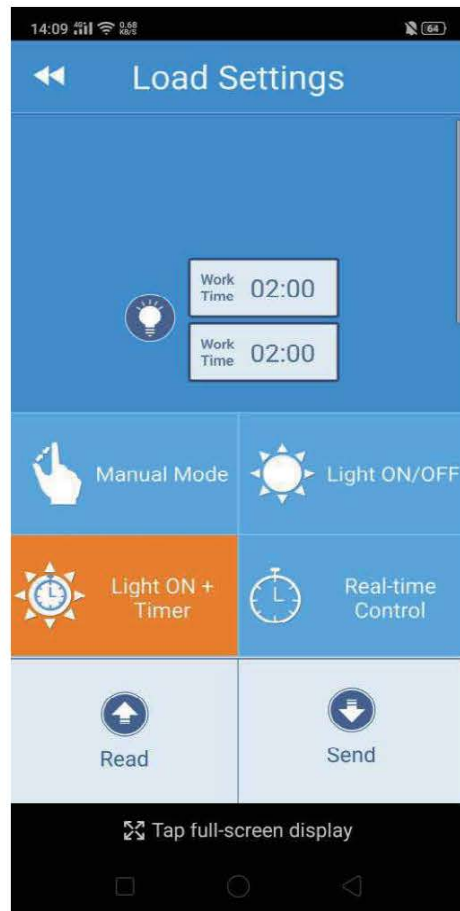 14:09 0.68 KB/S 64
Load Settings
Work
Time 02:00
Work
Time 02:00
Manual Mode
Light ON/OFF
Light ON +
Timer
Real-time
Control
Read
Send
Tap full-screen display